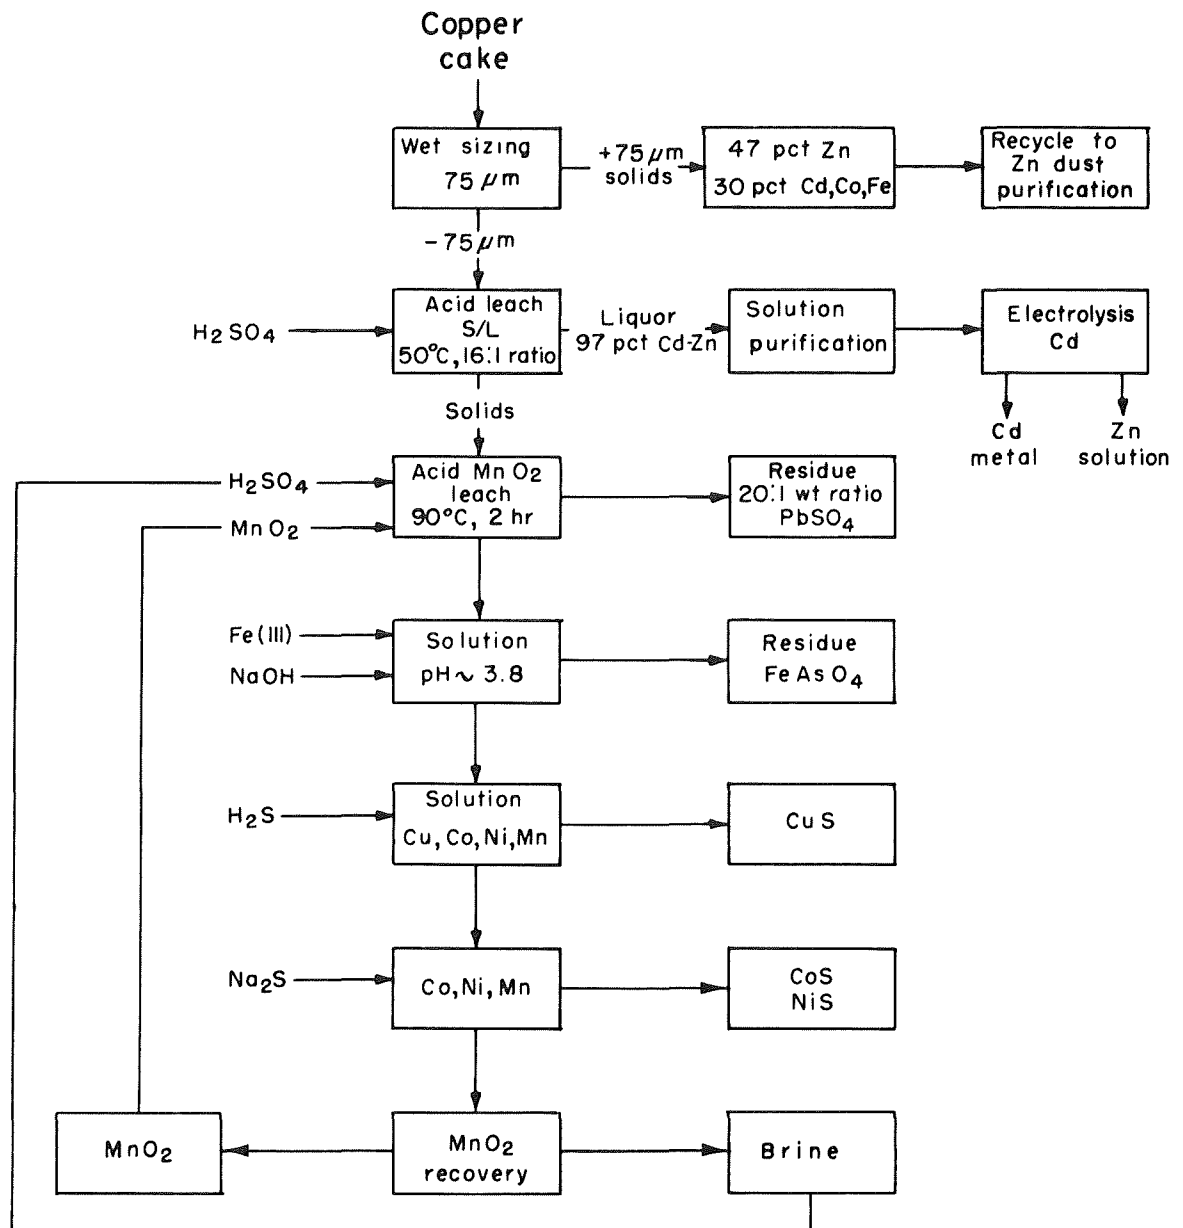 Copper
cake
Wet sizing
75 µm
+75 µm
solids
47 pct Zn
30 pct Cd,Co,Fe
Recycle to
Zn dust
purification
-75 µm
H2SO4
Acid leach
S/L
50°C, 16:1 ratio
Liquor
97 pct Cd-Zn
Solution
purification
Electrolysis
Cd
Cd
metal
Zn
solution
Solids
H2SO4
MnO2
Acid MnO2
leach
90°C, 2 hr
Residue
20:1 wt ratio
PbSO4
Fe(III)
NaOH
Solution
pH ~ 3.8
Residue
FeAsO4
H2S
Solution
Cu, Co, Ni, Mn
CuS
Na2S
Co, Ni, Mn
CoS
NiS
MnO2
MnO2
recovery
Brine